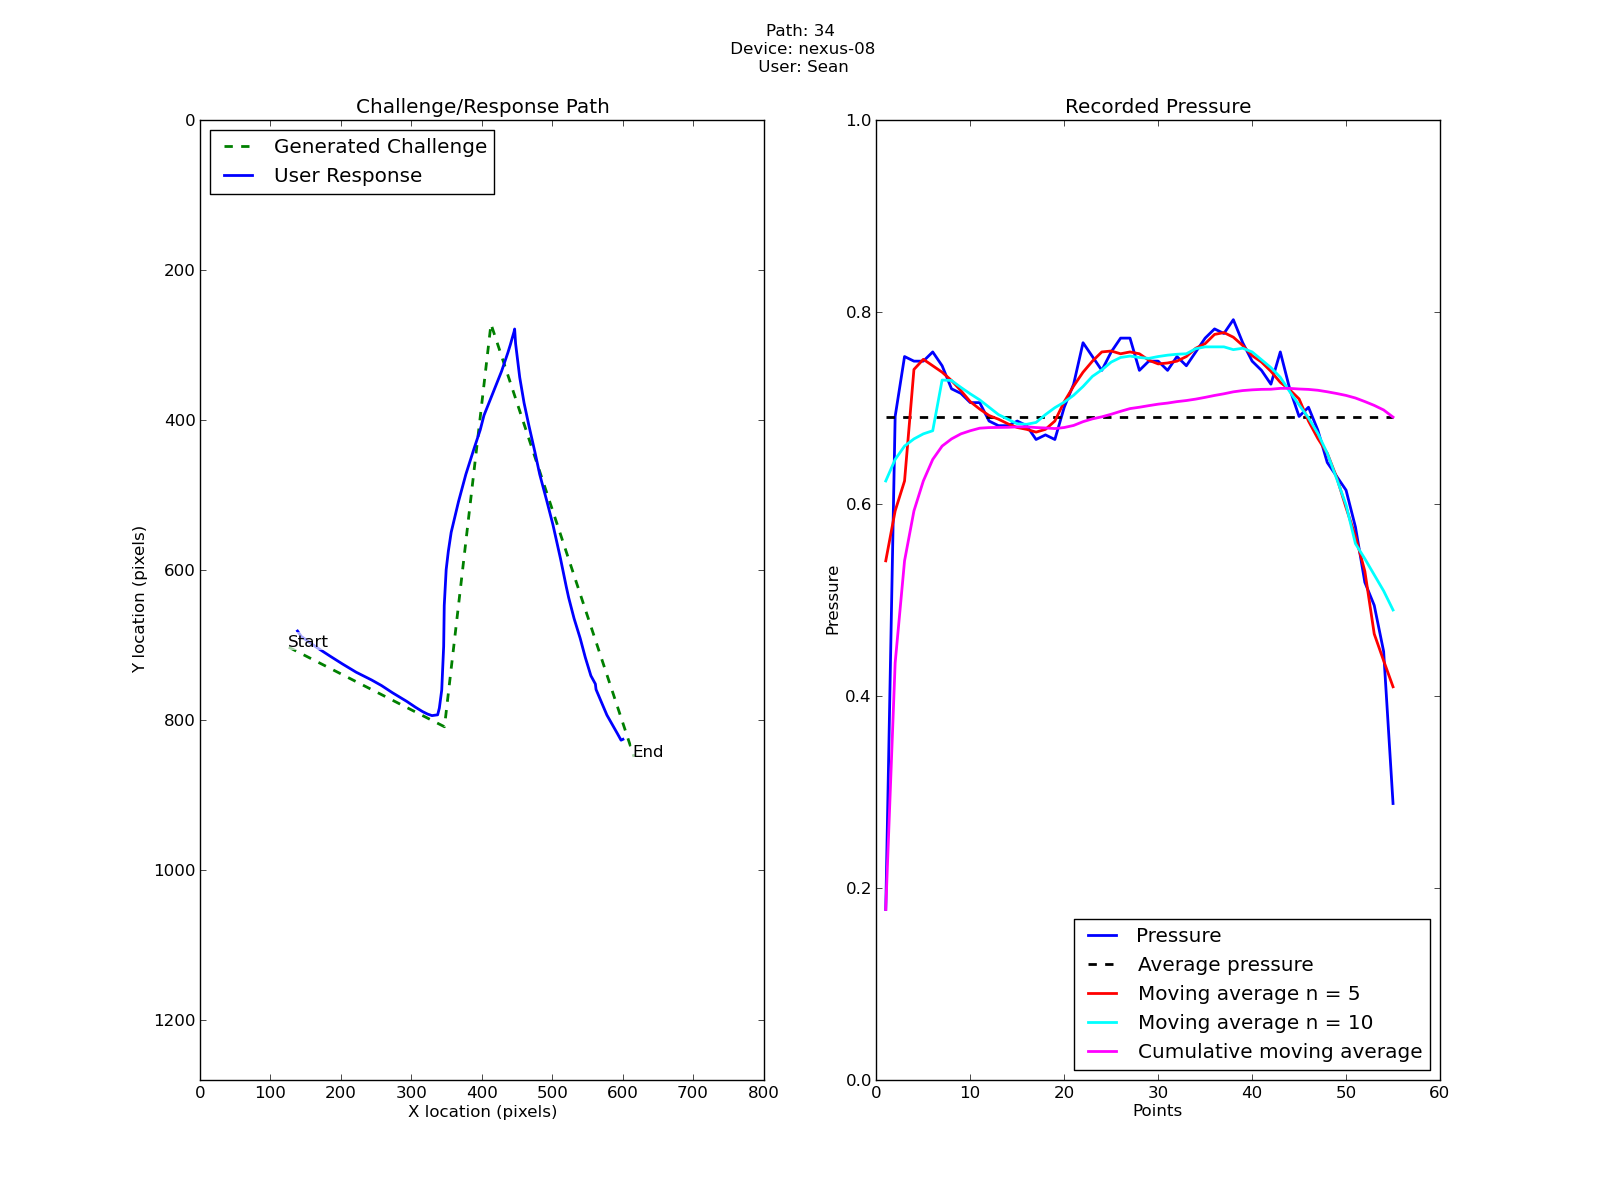 Path: 34
Device: nexus-08
User: Sean
Challenge/Response Path
Generated Challenge
User Response
0
200
400
600
800
1000
1200
Y location (pixels)
Start
End
0 100 200 300 400 500 600 700 800
X location (pixels)
Recorded Pressure
1.0
0.8
0.6
0.4
0.2
0.0
Pressure
Pressure
Average pressure
Moving average n = 5
Moving average n = 10
Cumulative moving average
0 10 20 30 40 50 60
Points